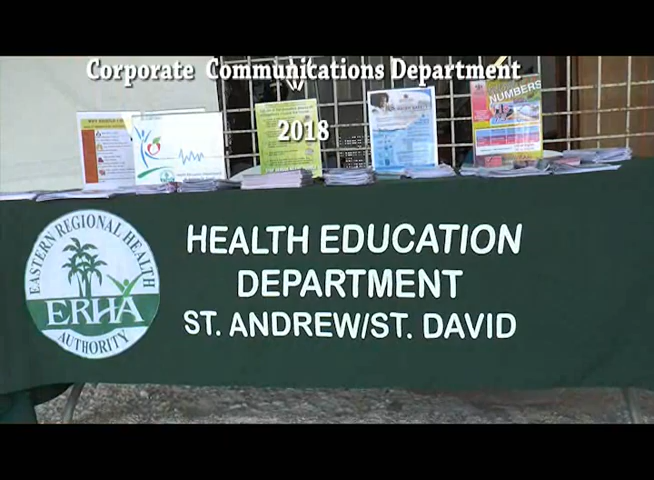 Corporate Communications Department
2018
NUMBERS
EASTERN REGIONAL HEALTH
ERHA
AUTHORITY
HEALTH EDUCATION
DEPARTMENT
ST. ANDREW/ST. DAVID